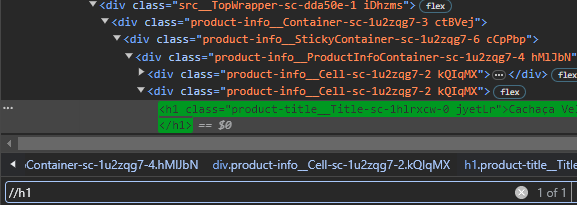 <div class="src__TopWrapper-sc-dda50e-1 iDhzms"> flex
<div class="product-info__Container-sc-1u2zqg7-3 ctBVej">
<div class="product-info__StickyContainer-sc-1u2zqg7-6 cCpPbp">
<div class="product-info__ProductInfoContainer-sc-1u2zqg7-4 hMlJbN">
<div class="product-info__Cell-sc-1u2zqg7-2 kQIqMX"> ⋯ </div> flex
<div class="product-info__Cell-sc-1u2zqg7-2 kQIqMX"> flex
<h1 class="product-title__Title-sc-1hlrxcw-0 jyetLr">Cachaça Ve
</h1> == $0
‹Container-sc-1u2zqg7-4.hMlJbN div.product-info__Cell-sc-1u2zqg7-2.kQIqMX h1.product-title__Title
//h1 1 of 1